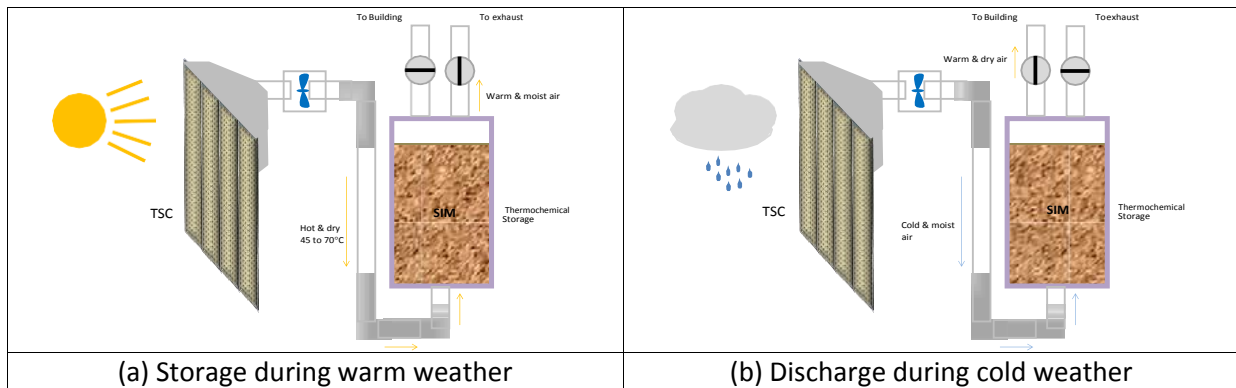 To Building
To exhaust
Warm & moist air
TSC
SIM
Thermochemical
Storage
Hot & dry
45 to 70°C
(a) Storage during warm weather
To Building
Toexhaust
Warm & dry air
TSC
SIM
Thermochemical
Storage
Cold & moist
air
(b) Discharge during cold weather